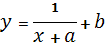 y = 1/(x + a) + b